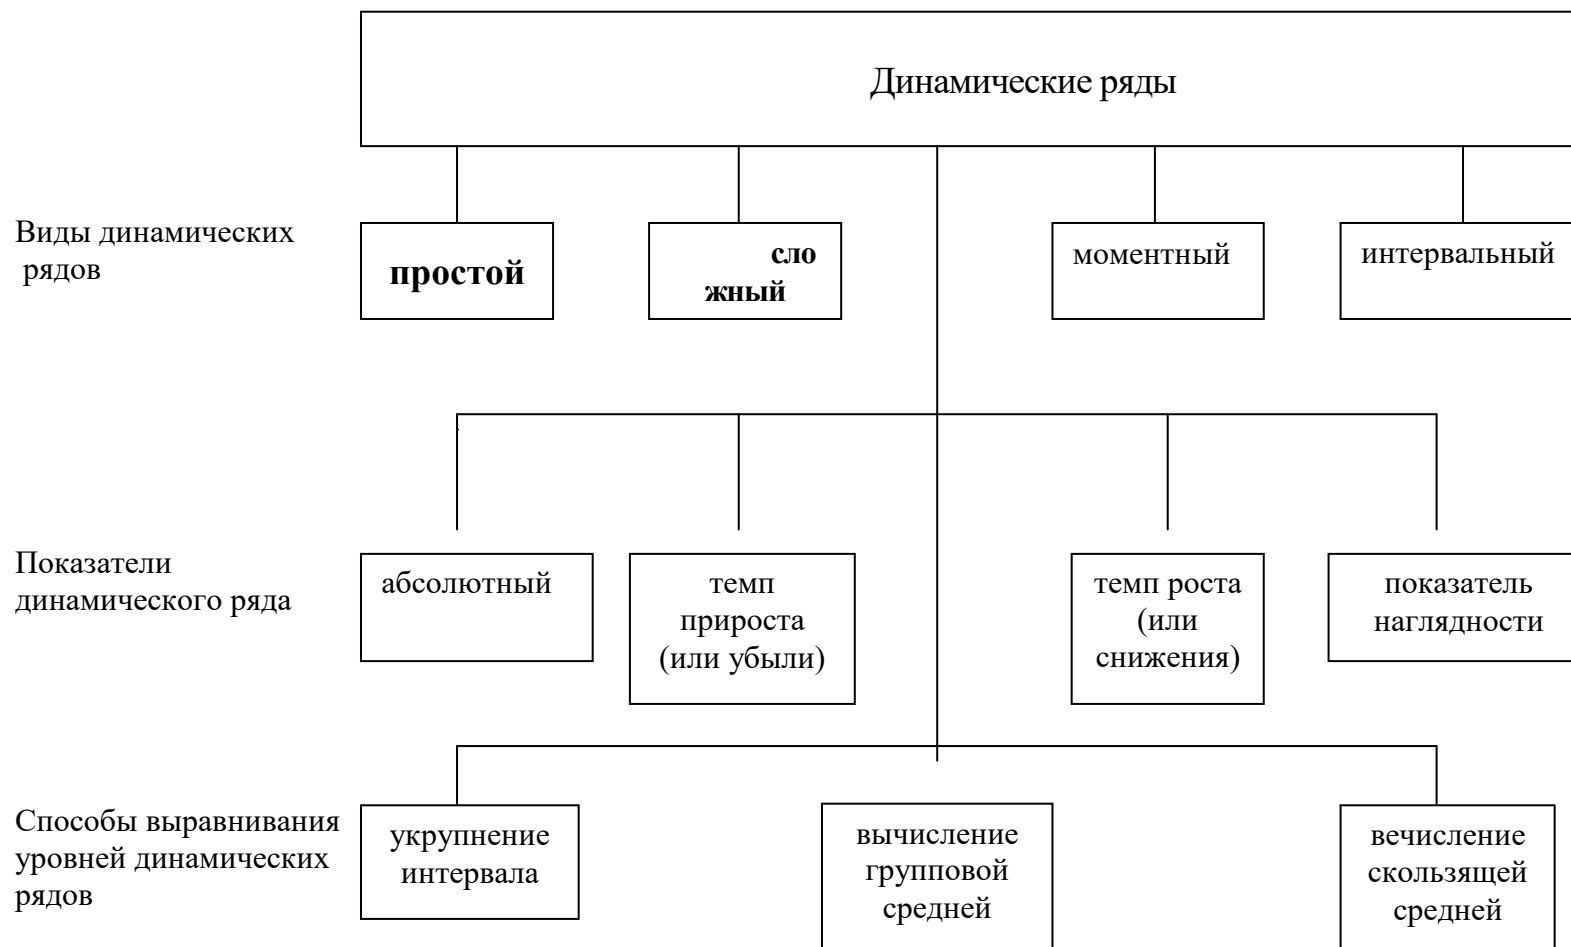 Динамические ряды
Виды динамических
рядов
простой
сло
жный
моментный
интервальный
Показатели
динамического ряда
абсолютный
темп
прироста
(или убыли)
темп роста
(или
снижения)
показатель
наглядности
Способы выравнивания
уровней динамических
рядов
укрупнение
интервала
вычисление
групповой
средней
вечисление
скользящей
средней